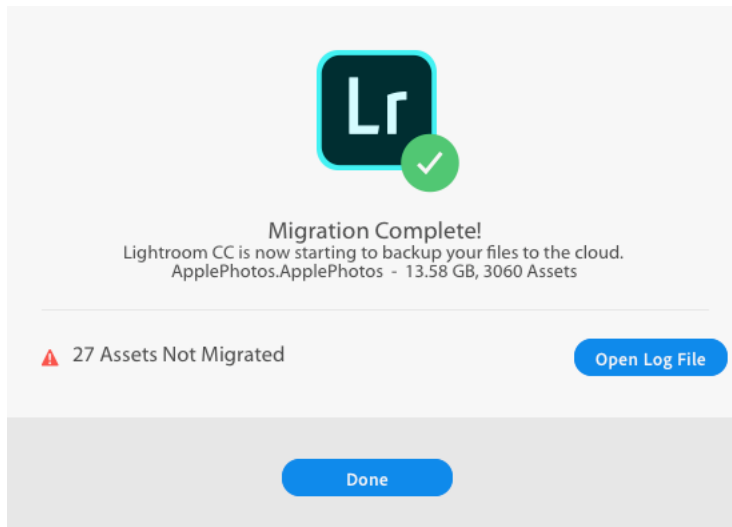 Lr
Migration Complete!
Lightroom CC is now starting to backup your files to the cloud.
ApplePhotos.ApplePhotos - 13.58 GB, 3060 Assets
27 Assets Not Migrated
Open Log File
Done